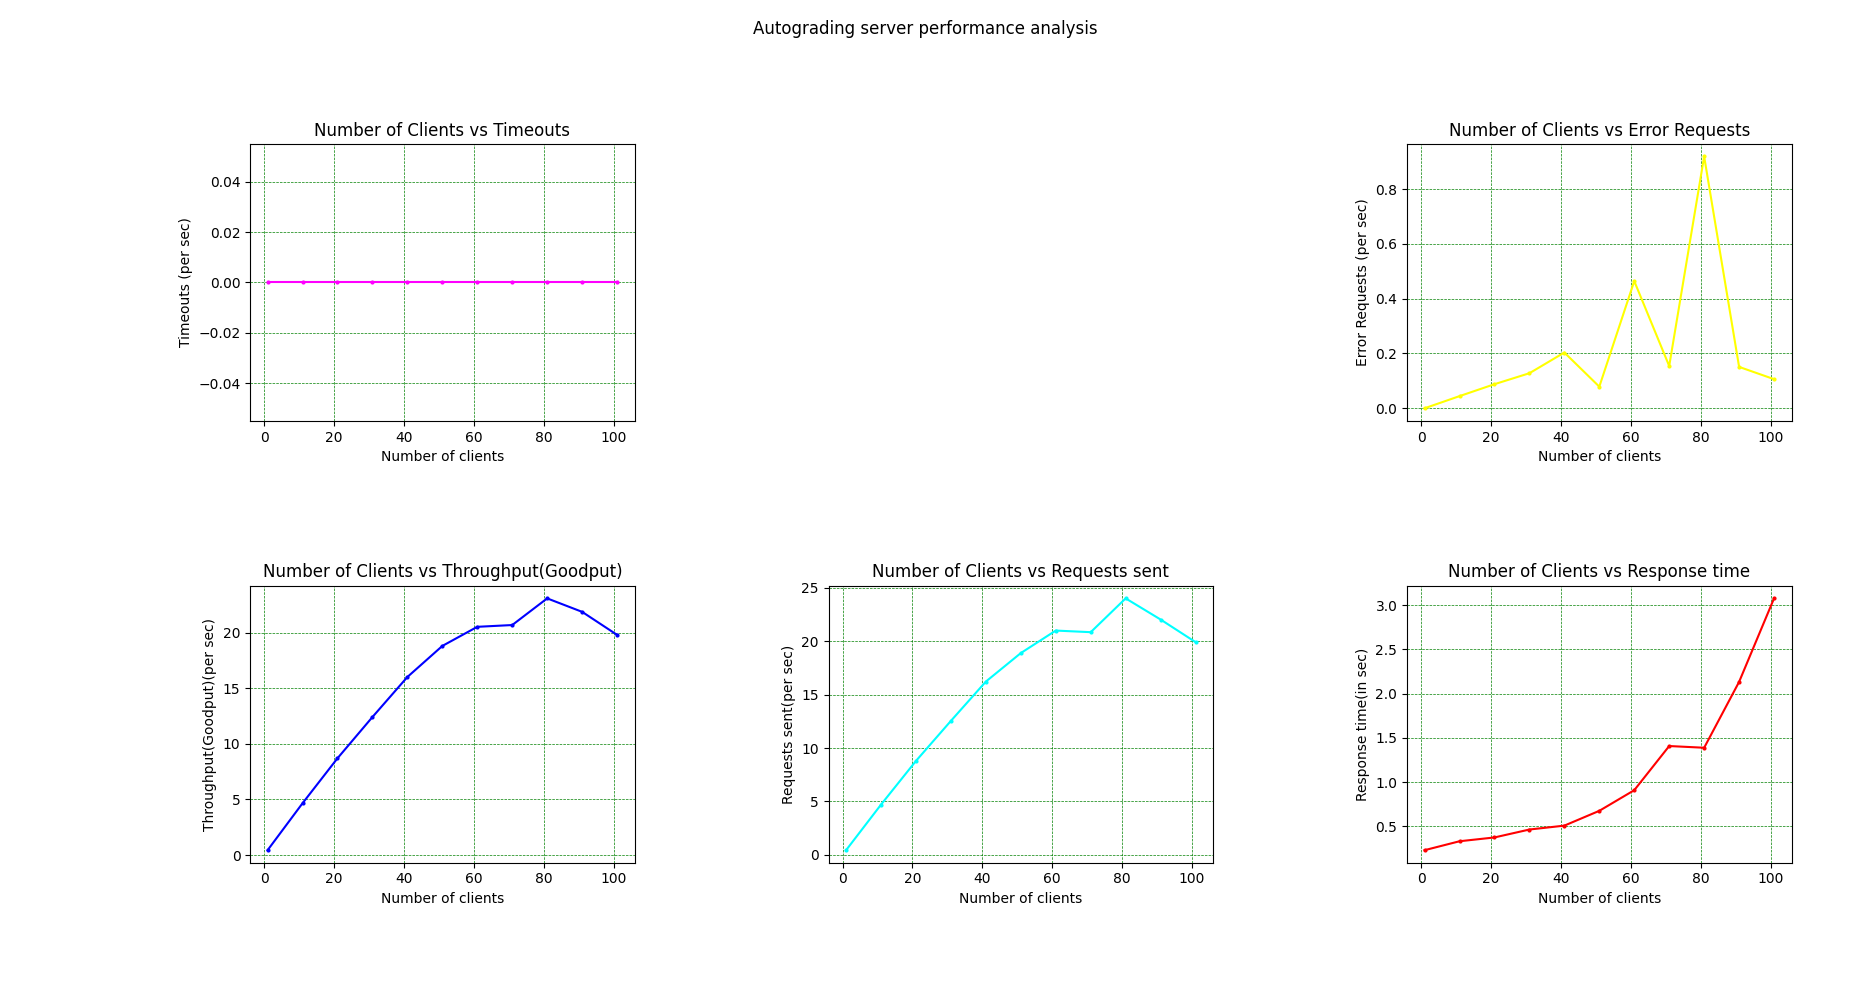 Autograding server performance analysis
Number of Clients vs Timeouts
Timeouts (per sec)
0.04
0.02
0.00
−0.02
−0.04
0 20 40 60 80 100
Number of clients
Number of Clients vs Error Requests
Error Requests (per sec)
0.8
0.6
0.4
0.2
0.0
0 20 40 60 80 100
Number of clients
Number of Clients vs Throughput(Goodput)
Throughput(Goodput)(per sec)
20
15
10
5
0
0 20 40 60 80 100
Number of clients
Number of Clients vs Requests sent
Requests sent(per sec)
25
20
15
10
5
0
0 20 40 60 80 100
Number of clients
Number of Clients vs Response time
Response time(in sec)
3.0
2.5
2.0
1.5
1.0
0.5
0 20 40 60 80 100
Number of clients